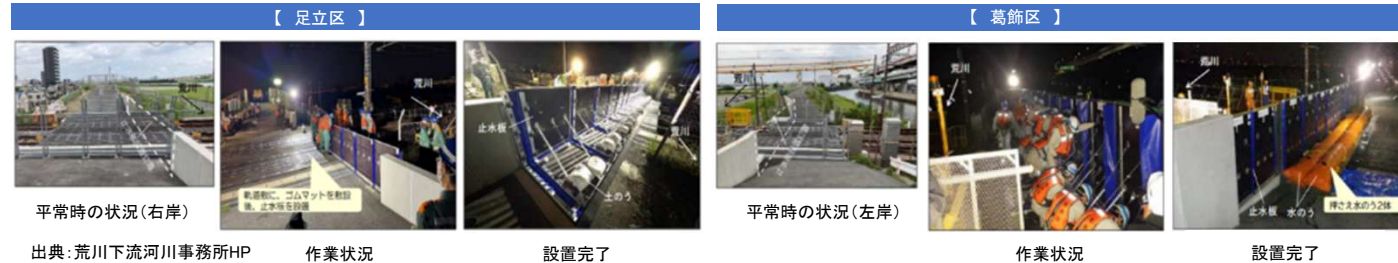 【 足立区 】
荒川
荒川
軌道敷に、ゴムマットを敷設
後、止水板を設置
止水板
荒川
土のう
平常時の状況(右岸)
作業状況
設置完了
出典:荒川下流河川事務所HP
【 葛飾区 】
荒川
荒川
荒川
止水板
水のう
押さえ水のう2体
平常時の状況(左岸)
作業状況
設置完了